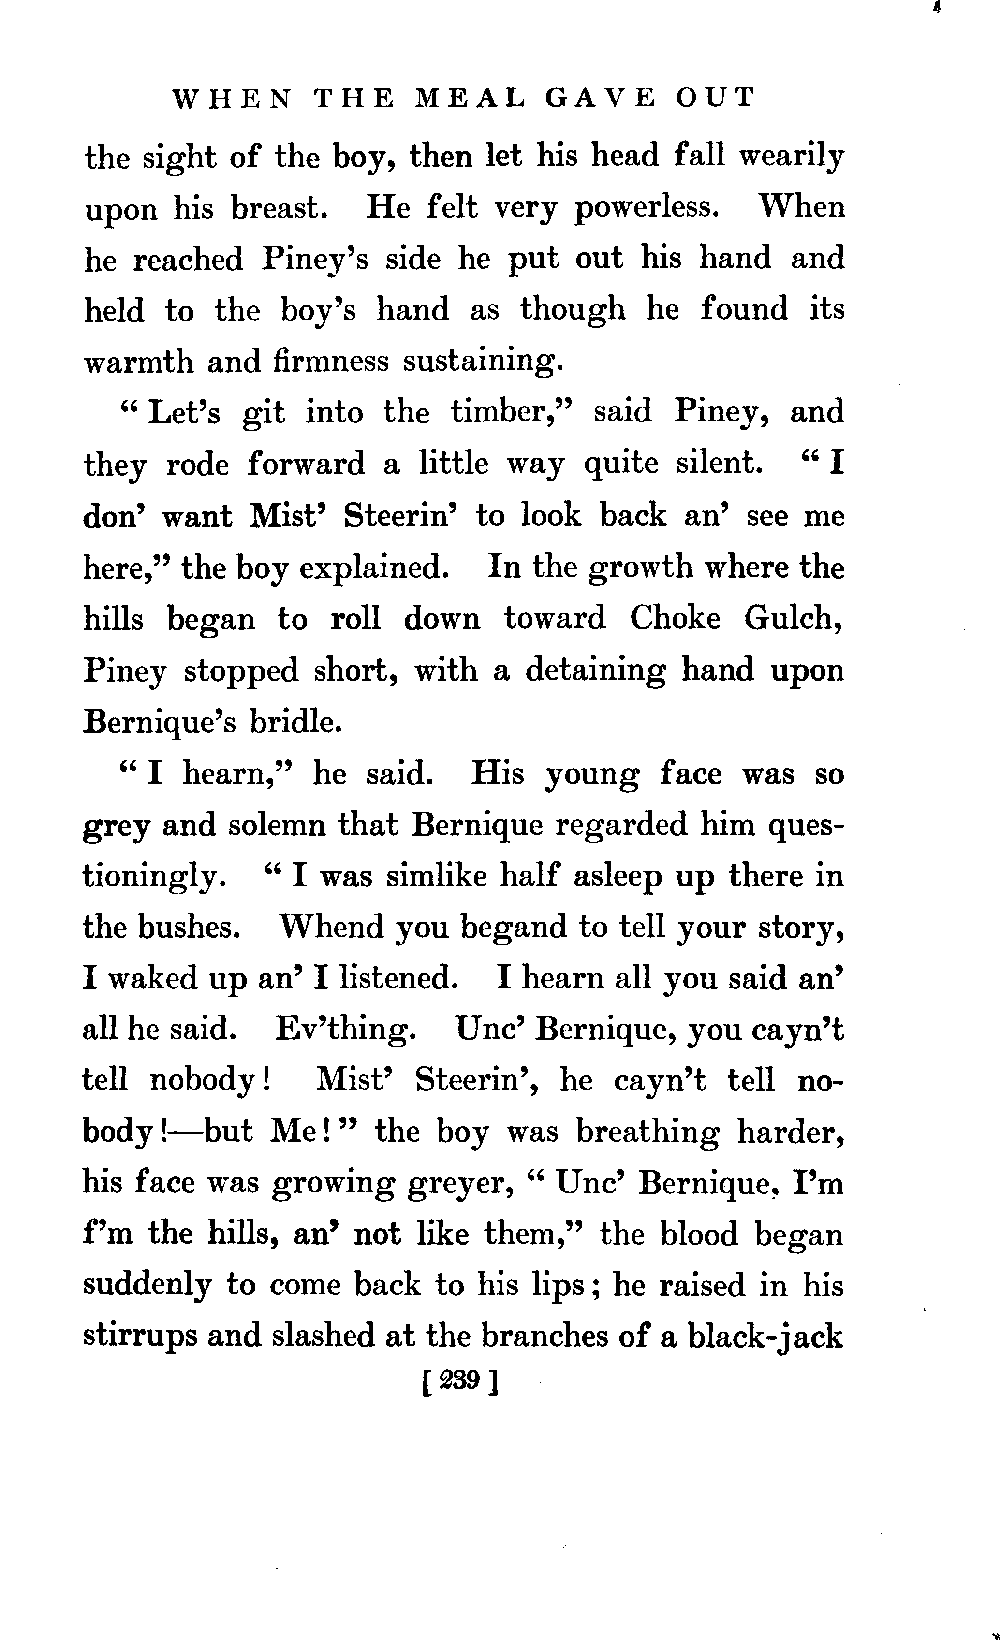 WHEN THE MEAL GAVE OUT
the sight of the boy, then let his head fall wearily
upon his breast. He felt very powerless. When
he reached Piney's side he put out his hand and
held to the boy's hand as though he found its
warmth and firmness sustaining.
“ Let's git into the timber,” said Piney, and
they rode forward a little way quite silent. “ I
don' want Mist' Steerin' to look back an' see me
here,” the boy explained. In the growth where the
hills began to roll down toward Choke Gulch,
Piney stopped short, with a detaining hand upon
Bernique's bridle.
“ I hearn,” he said. His young face was so
grey and solemn that Bernique regarded him ques-
tioningly. “ I was simlike half asleep up there in
the bushes. Whend you begand to tell your story,
I waked up an' I listened. I hearn all you said an'
all he said. Ev'thing. Unc' Bernique, you cayn't
tell nobody! Mist' Steerin', he cayn't tell no-
body!—but Me!” the boy was breathing harder,
his face was growing greyer, “ Unc' Bernique, I'm
f'm the hills, an' not like them,” the blood began
suddenly to come back to his lips; he raised in his
stirrups and slashed at the branches of a black-jack
[ 239 ]